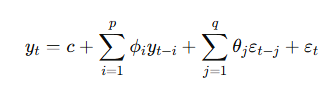 $y_t = c + \sum_{i=1}^{p} \phi_i y_{t-i} + \sum_{j=1}^{q} \theta_j \varepsilon_{t-j} + \varepsilon_t$